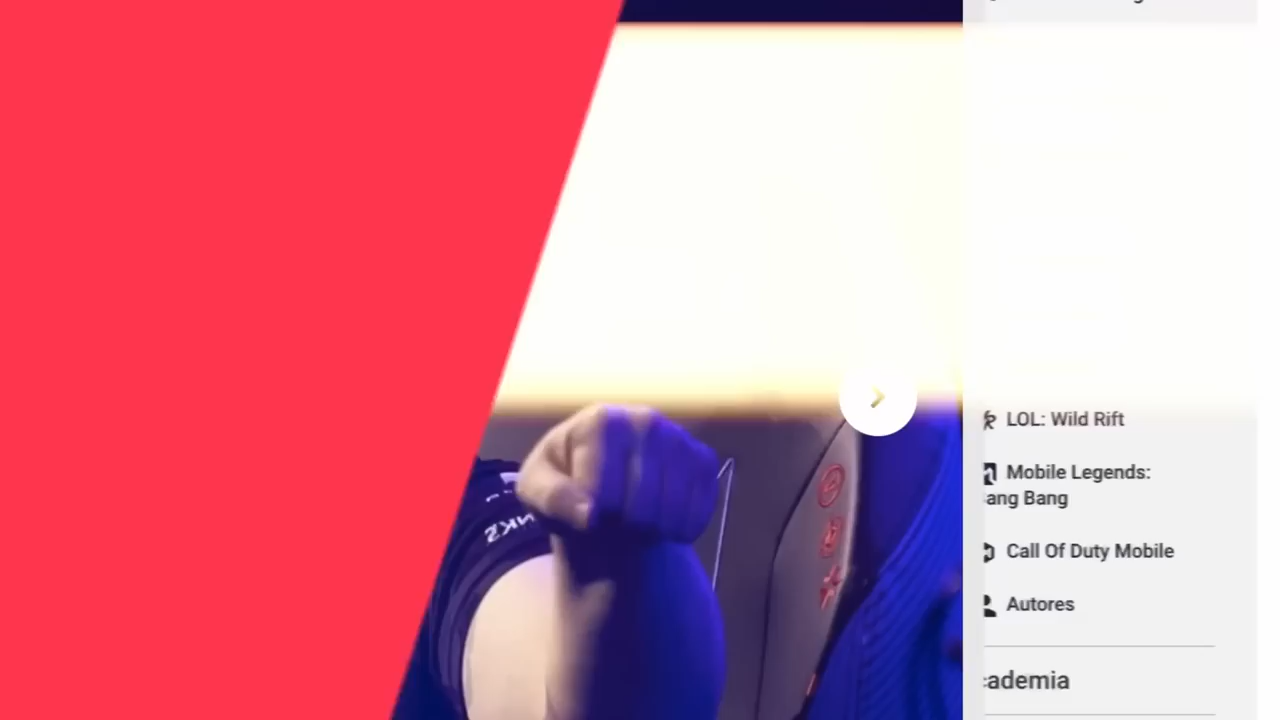 LOL: Wild Rift
Mobile Legends:
ang Bang
Call Of Duty Mobile
Autores
cademia